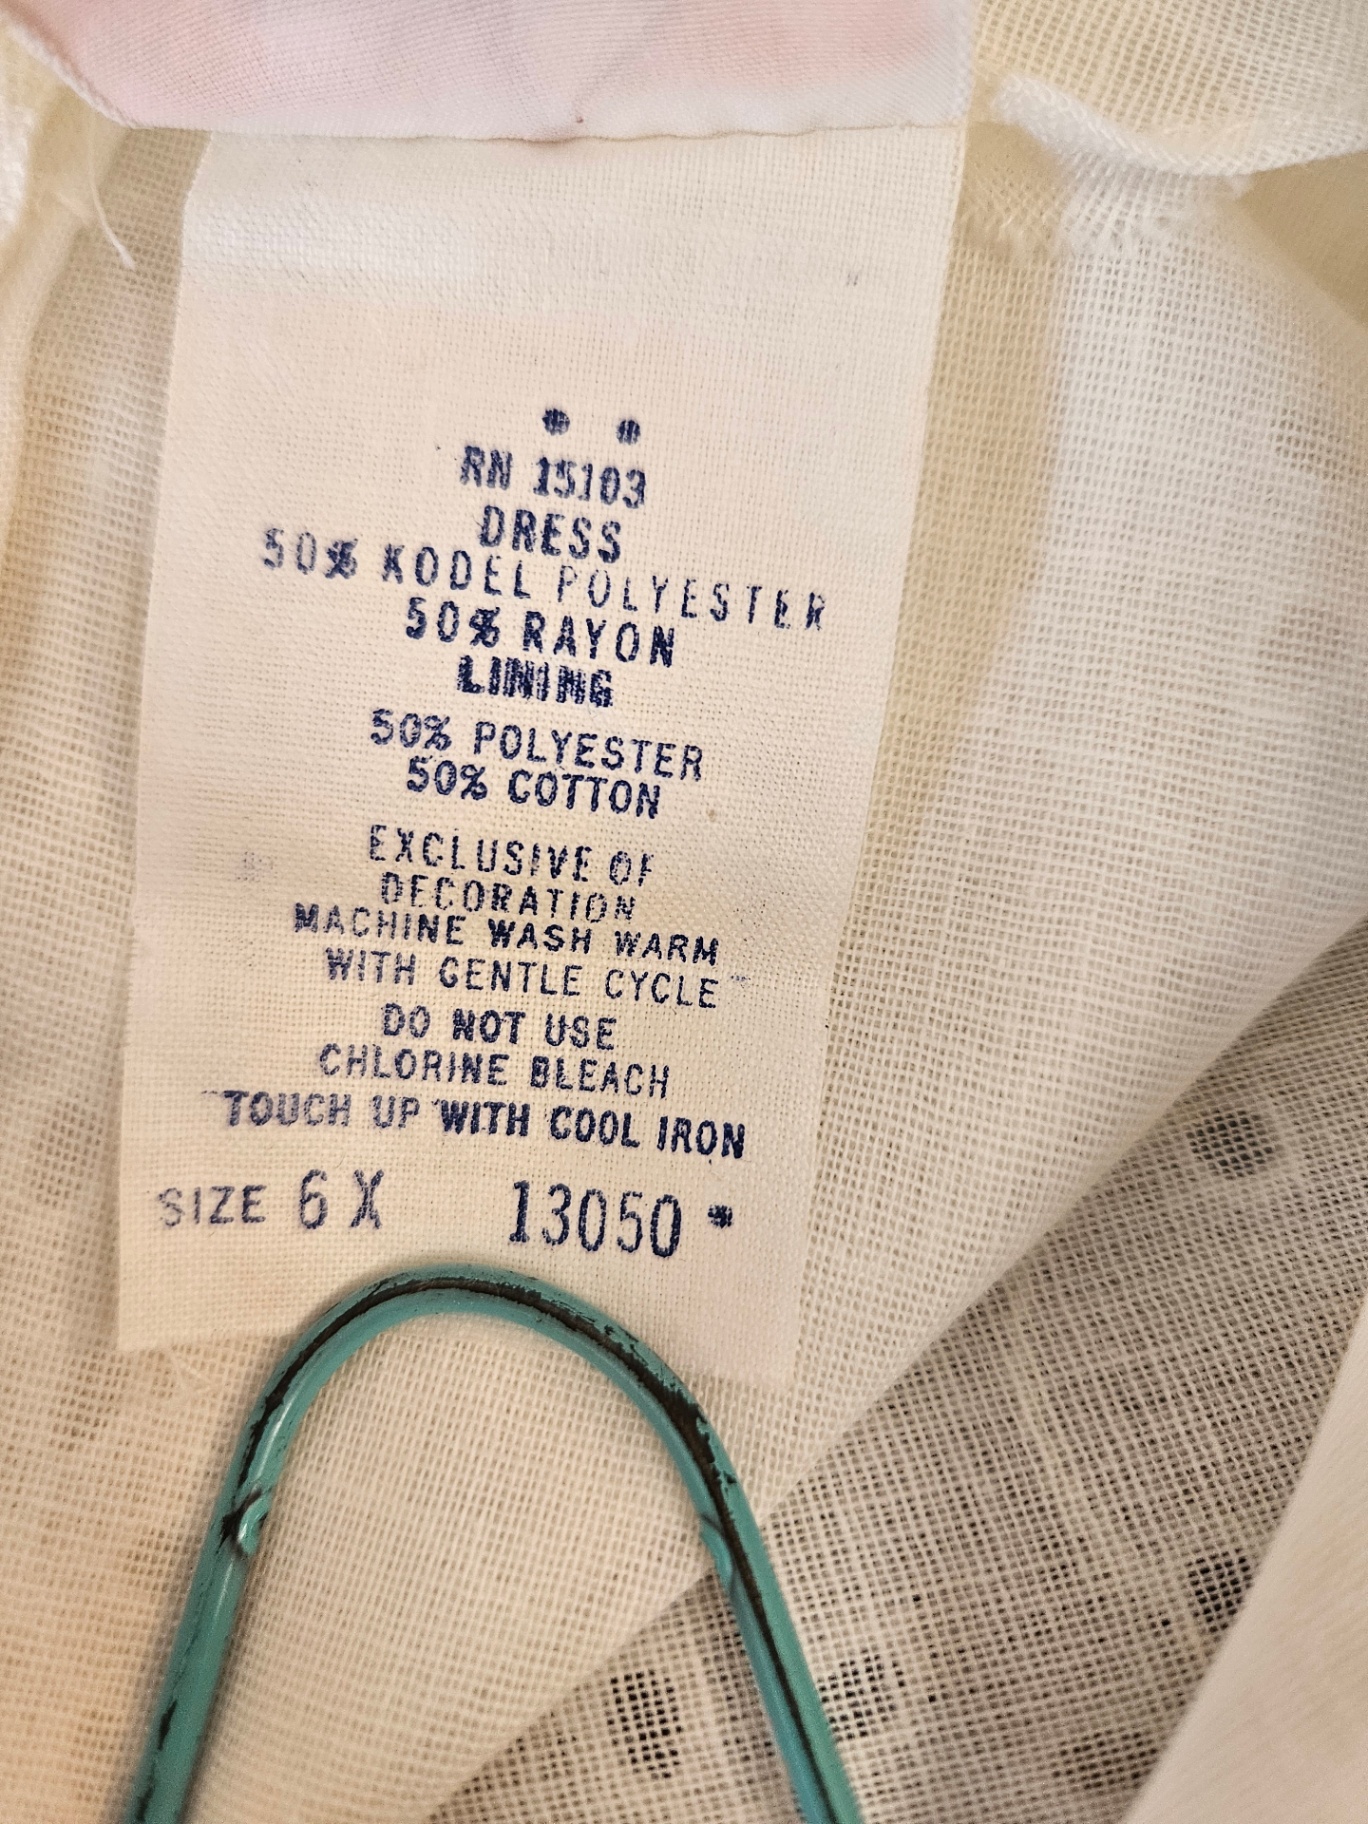 RN 15103
DRESS
50% KODEL POLYESTER
50% RAYON
LINING
50% POLYESTER
50% COTTON
EXCLUSIVE OF
DECORATION
MACHINE WASH WARM
WITH GENTLE CYCLE
DO NOT USE
CHLORINE BLEACH
TOUCH UP WITH COOL IRON
SIZE 6X 13050